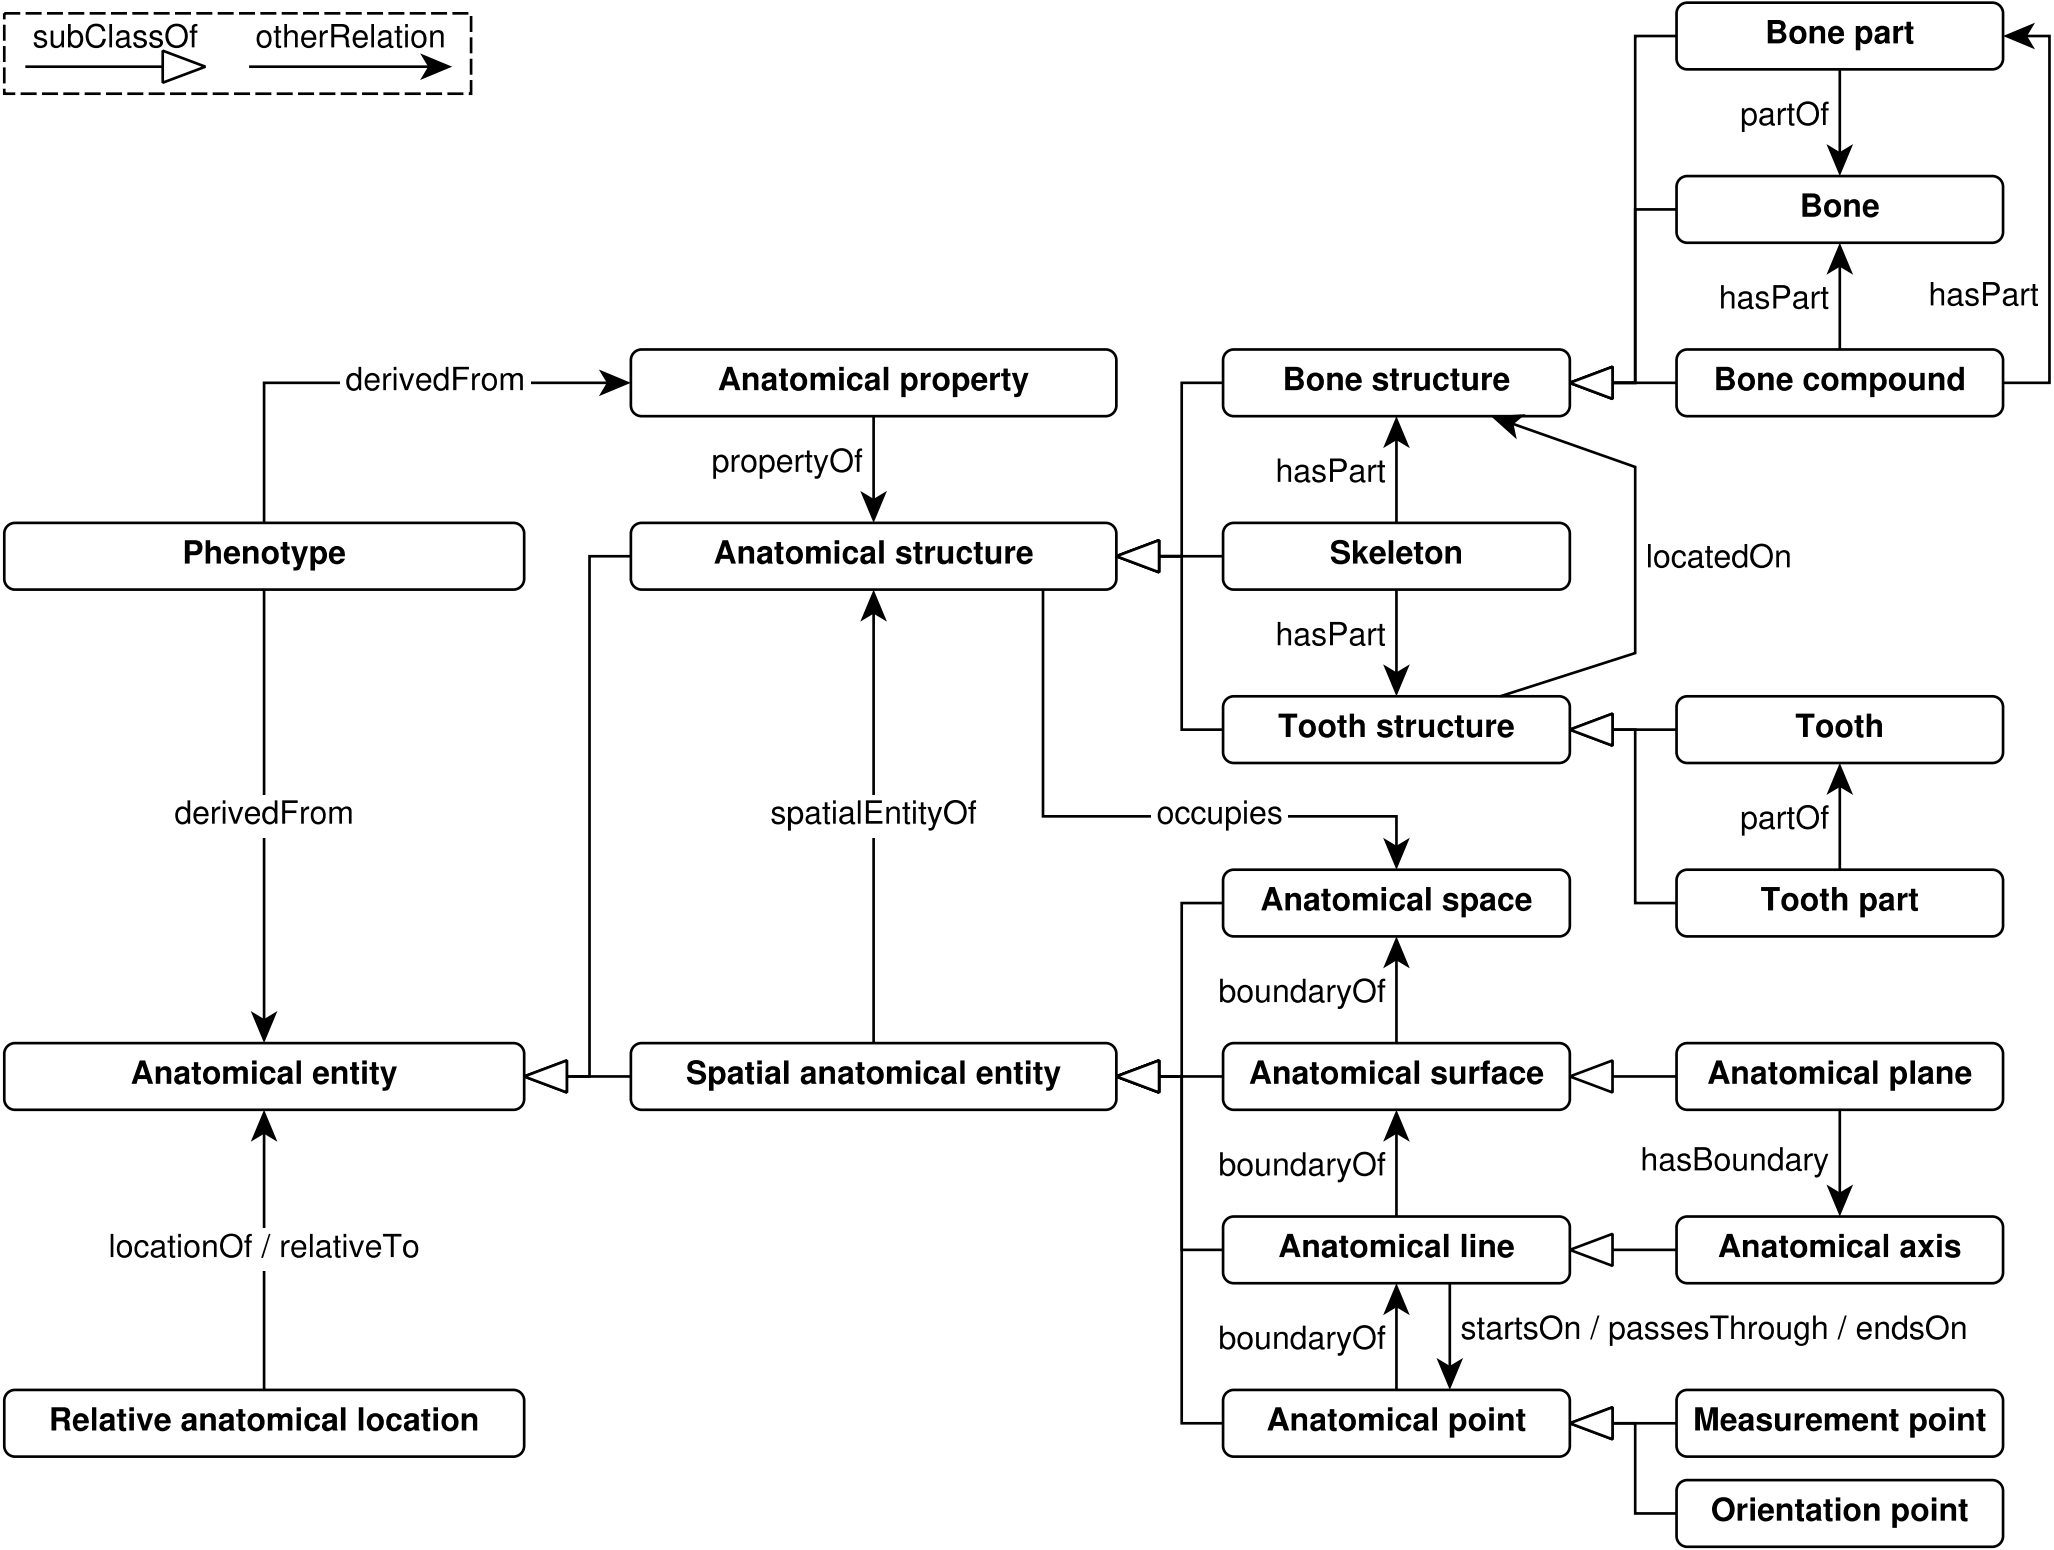 subClassOf
otherRelation
Bone part
partOf
Bone
hasPart
hasPart
derivedFrom
Anatomical property
Bone structure
Bone compound
propertyOf
hasPart
Phenotype
Anatomical structure
Skeleton
locatedOn
hasPart
Tooth structure
Tooth
derivedFrom
spatialEntityOf
occupies
partOf
Anatomical space
Tooth part
boundaryOf
Anatomical entity
Spatial anatomical entity
Anatomical surface
Anatomical plane
boundaryOf
hasBoundary
locationOf / relativeTo
Anatomical line
Anatomical axis
boundaryOf
startsOn / passesThrough / endsOn
Relative anatomical location
Anatomical point
Measurement point
Orientation point